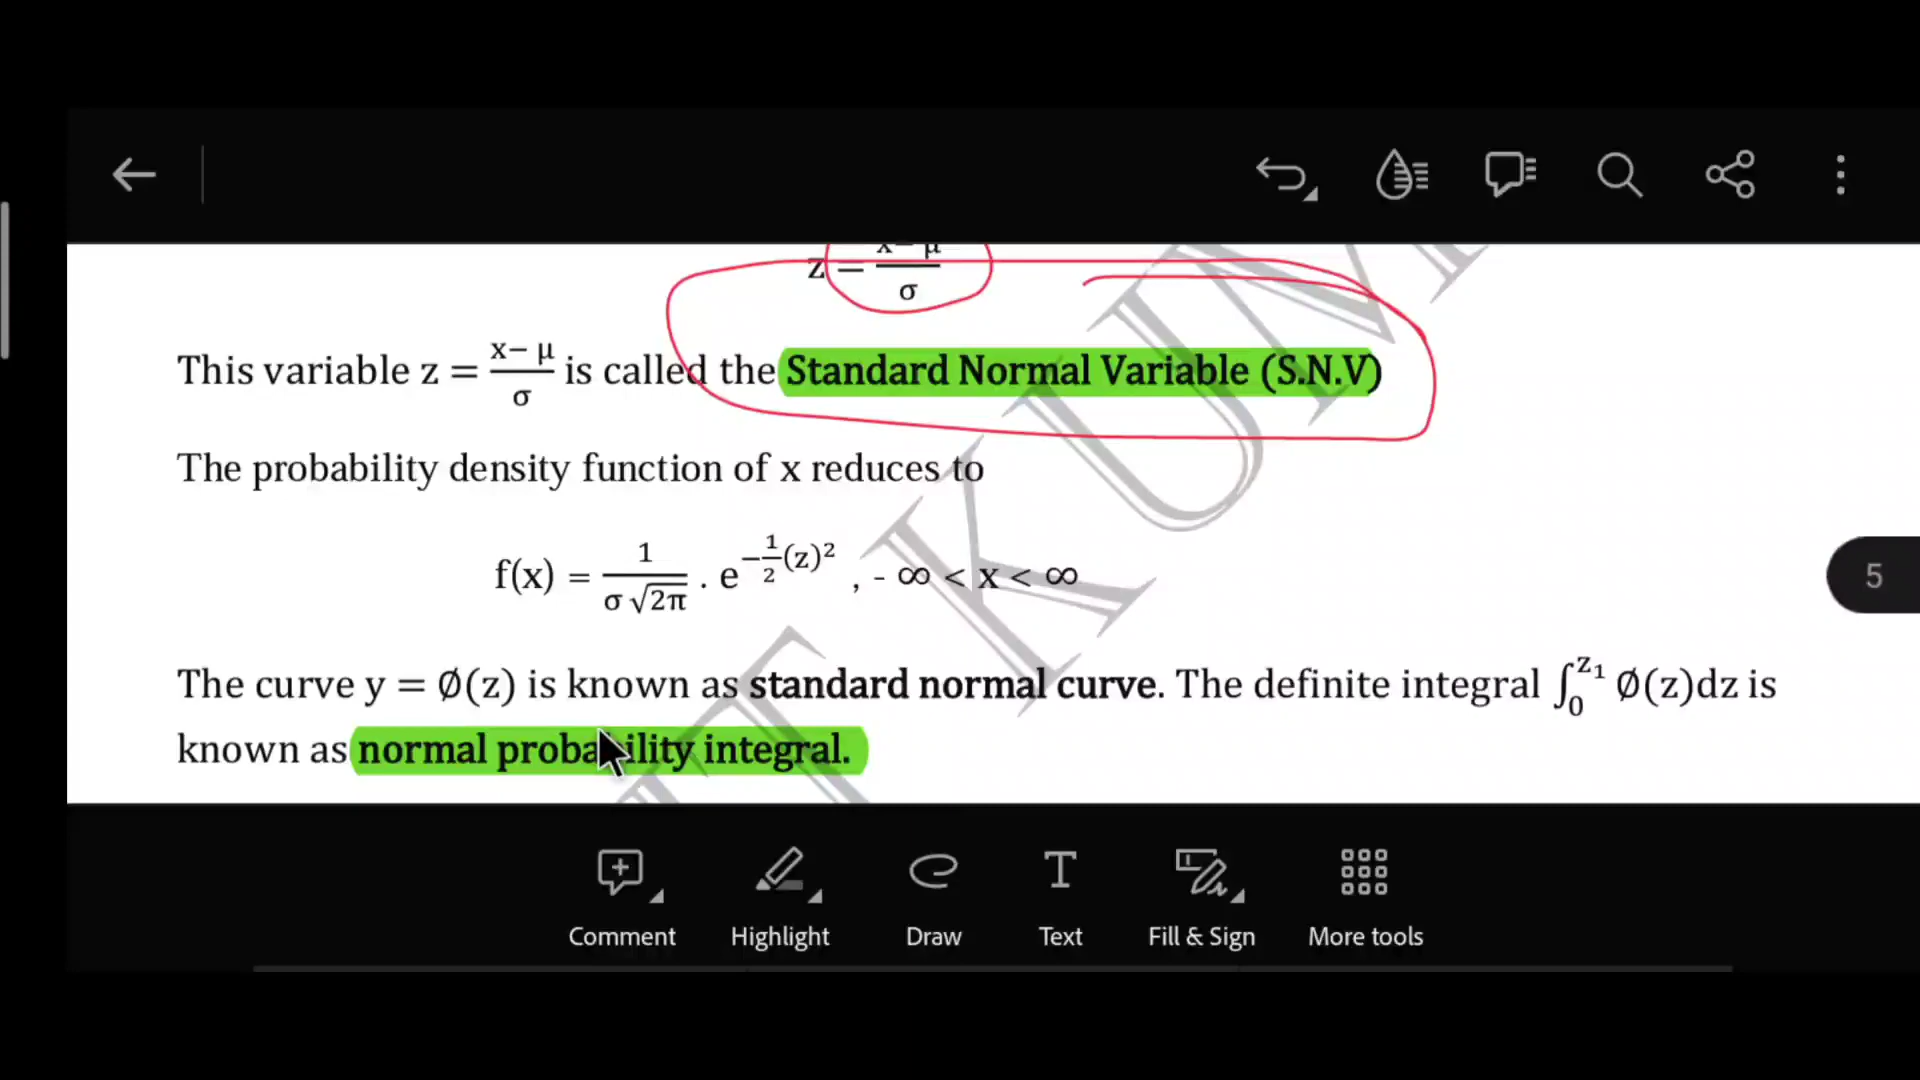 z = x− μ / σ
This variable z = x− μ / σ is called the Standard Normal Variable (S.N.V)
The probability density function of x reduces to
f(x) = 1 / σ √2π . e^−1/2(z)² , - ∞ < x < ∞
The curve y = Ø(z) is known as standard normal curve. The definite integral ∫₀^z₁ Ø(z)dz is
known as normal probability integral.
5
Comment Highlight Draw Text Fill & Sign More tools